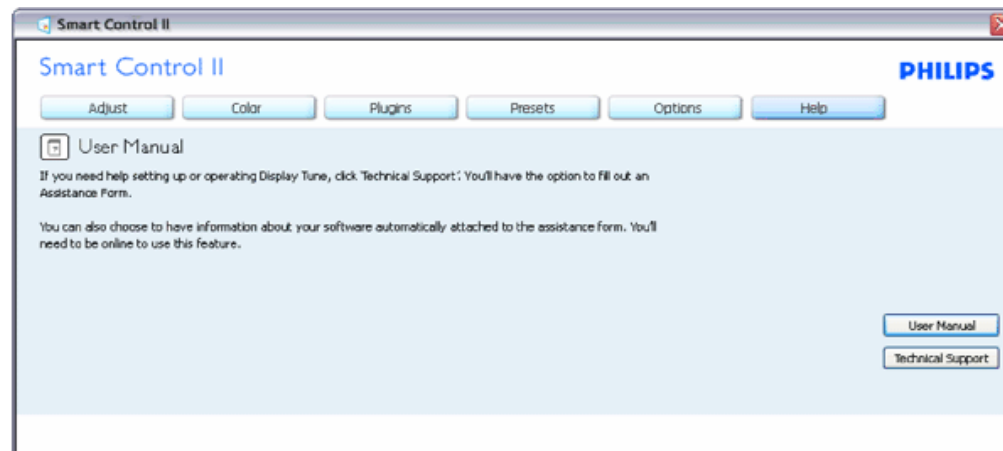 Smart Control II
Smart Control II
PHILIPS
Adjust Color Plugins Presets Options Help
User Manual
If you need help setting up or operating Display Tune, click 'Technical Support'. You'll have the option to fill out an
Assistance Form.
You can also choose to have information about your software automatically attached to the assistance form. You'll
need to be online to use this feature.
User Manual
Technical Support